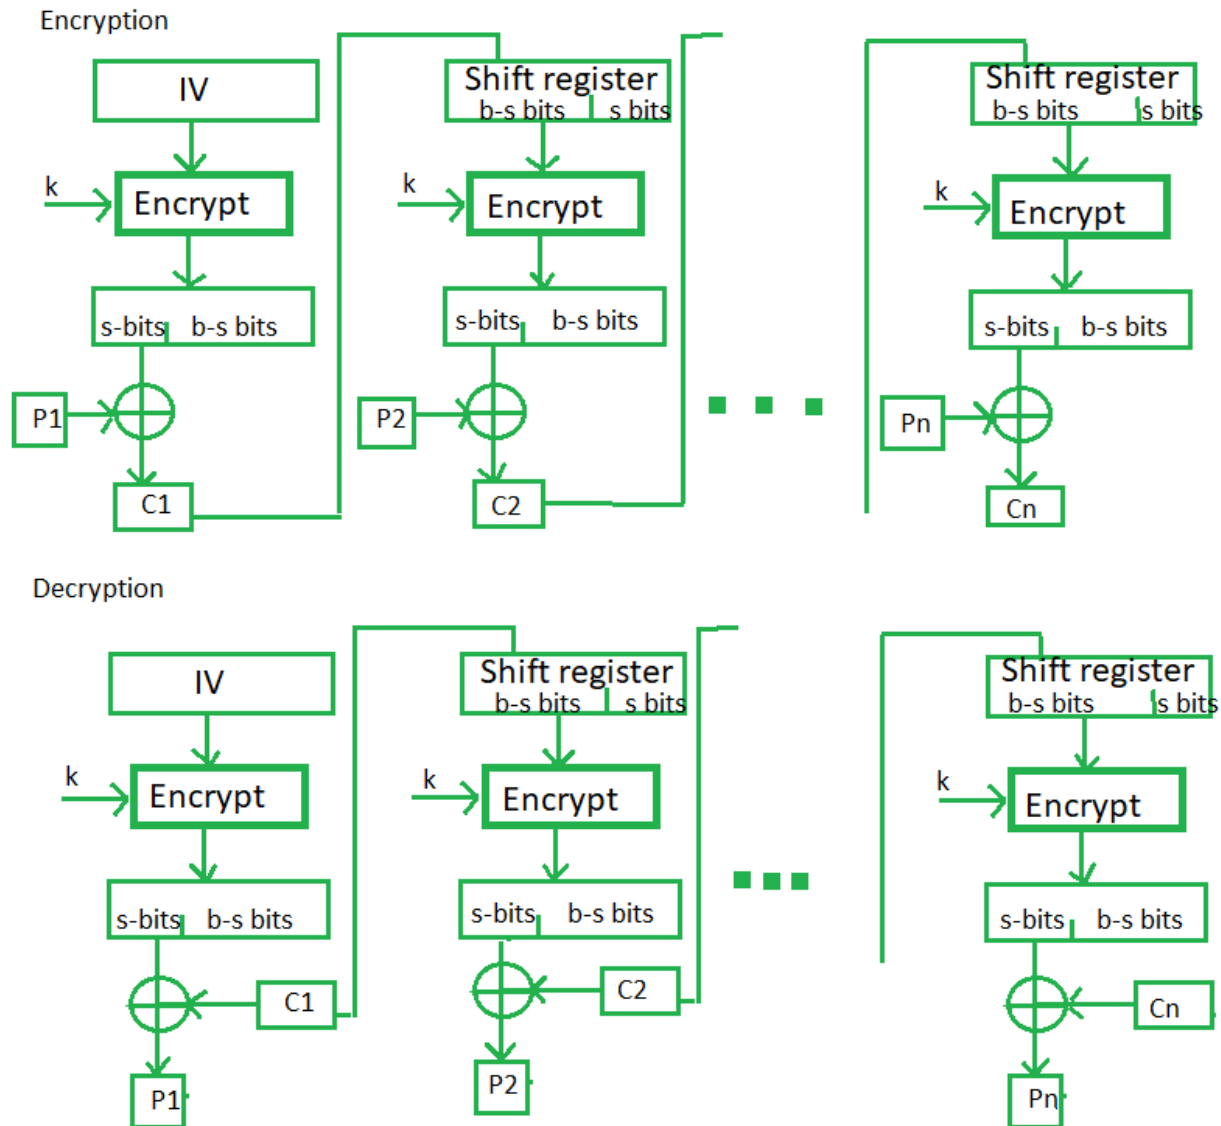 Encryption
IV
Shift register
b-s bits s bits
Shift register
b-s bits s bits
k
Encrypt
k
Encrypt
k
Encrypt
s-bits b-s bits
s-bits b-s bits
s-bits b-s bits
P1
P2
Pn
C1
C2
Cn
Decryption
IV
Shift register
b-s bits s bits
Shift register
b-s bits s bits
k
Encrypt
k
Encrypt
k
Encrypt
s-bits b-s bits
s-bits b-s bits
s-bits b-s bits
C1
C2
Cn
P1
P2
Pn